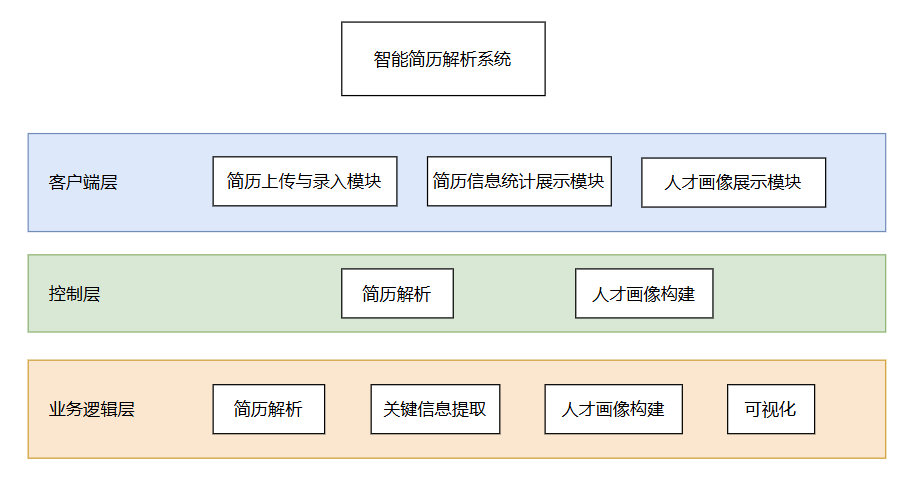 智能简历解析系统
客户端层
简历上传与录入模块
简历信息统计展示模块
人才画像展示模块
控制层
简历解析
人才画像构建
业务逻辑层
简历解析
关键信息提取
人才画像构建
可视化